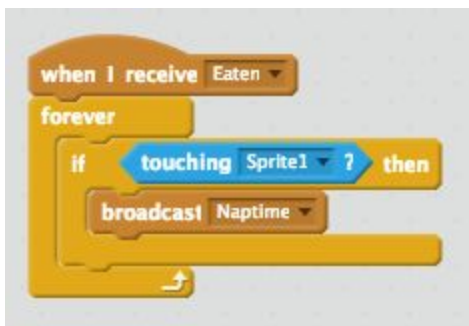 when I receive Eaten
forever
if touching Sprite1 ? then
broadcast Naptime